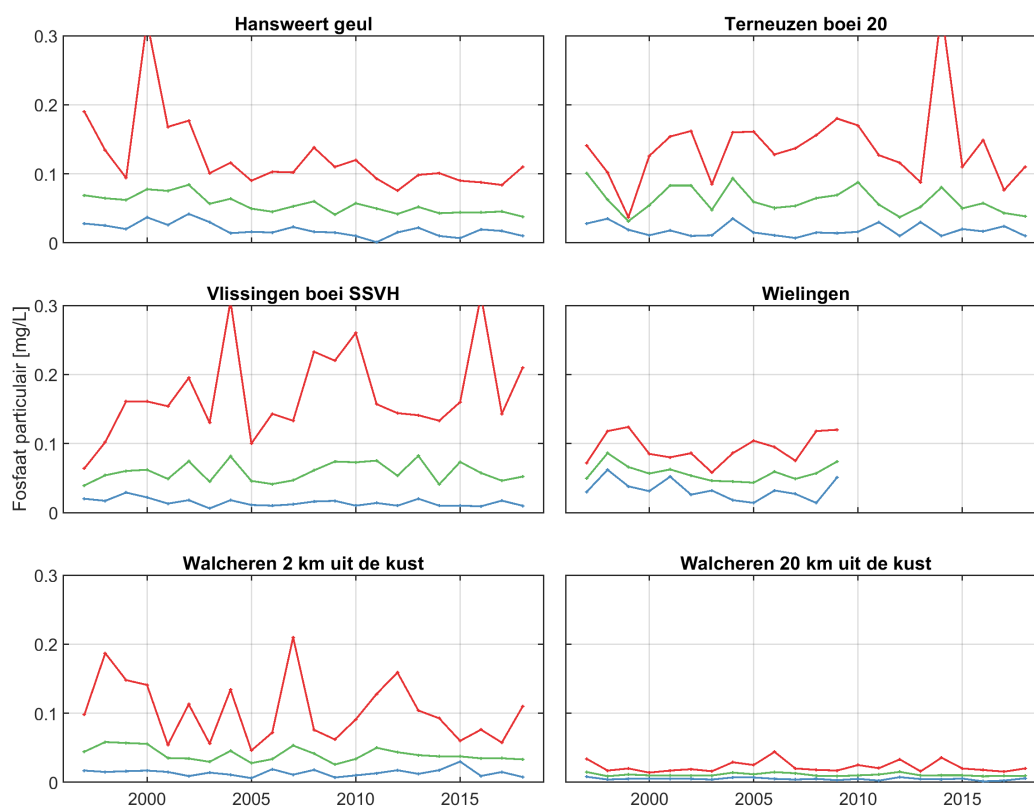 Hansweert geul
Terneuzen boei 20
0.3
0.2
0.1
0
Vlissingen boei SSVH
Wielingen
Fosfaat particulair [mg/L]
0.3
0.2
0.1
0
Walcheren 2 km uit de kust
Walcheren 20 km uit de kust
0.3
0.2
0.1
0
2000 2005 2010 2015
2000 2005 2010 2015